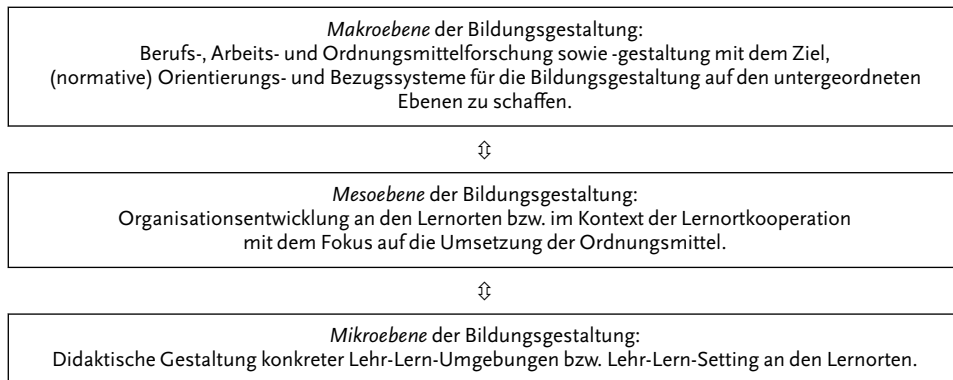 Makroebene der Bildungsgestaltung:
Berufs-, Arbeits- und Ordnungsmittelforschung sowie -gestaltung mit dem Ziel,
(normative) Orientierungs- und Bezugssysteme für die Bildungsgestaltung auf den untergeordneten
Ebenen zu schaffen.
⇳
Mesoebene der Bildungsgestaltung:
Organisationsentwicklung an den Lernorten bzw. im Kontext der Lernortkooperation
mit dem Fokus auf die Umsetzung der Ordnungsmittel.
⇳
Mikroebene der Bildungsgestaltung:
Didaktische Gestaltung konkreter Lehr-Lern-Umgebungen bzw. Lehr-Lern-Setting an den Lernorten.